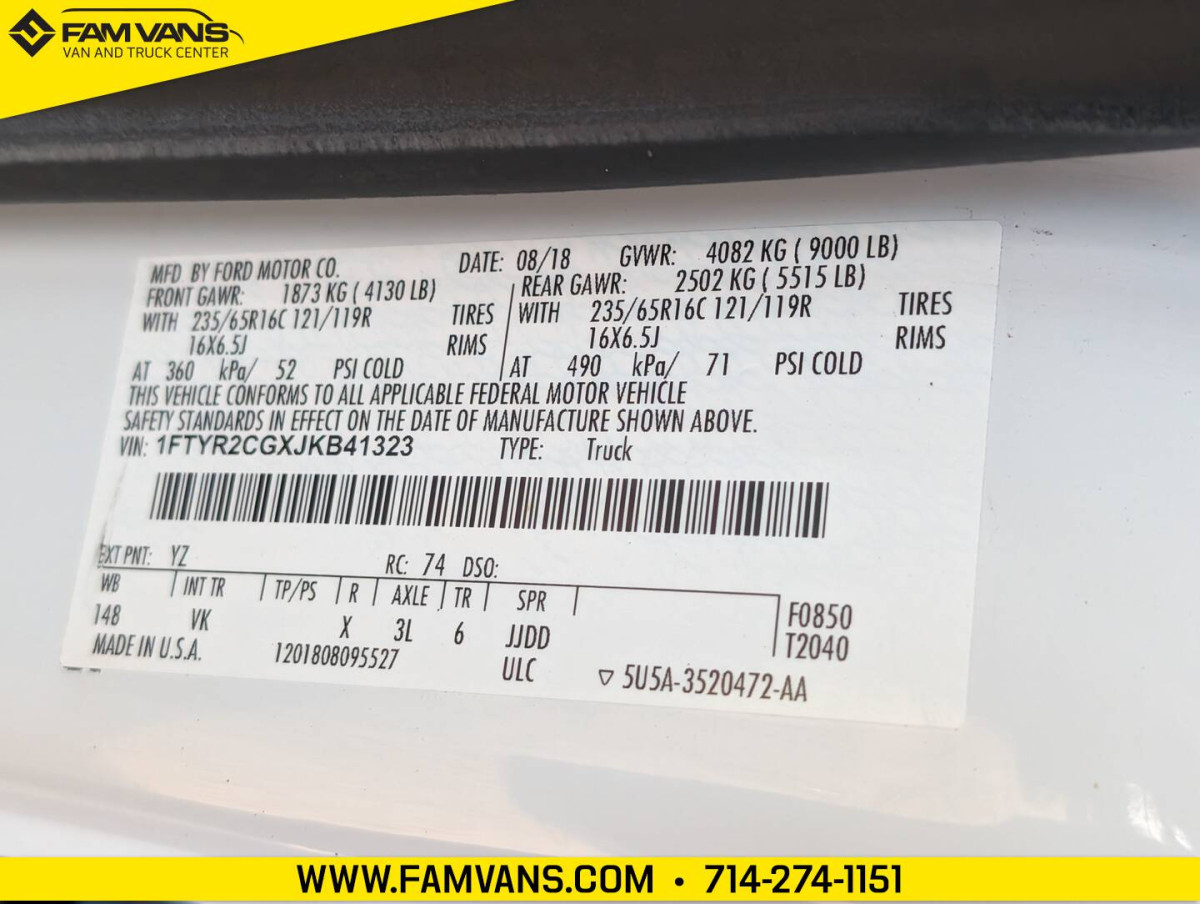 FAM VANS
VAN AND TRUCK CENTER
MFD BY FORD MOTOR CO. DATE: 08/18 GVWR: 4082 KG ( 9000 LB)
FRONT GAWR: 1873 KG ( 4130 LB) REAR GAWR: 2502 KG ( 5515 LB)
WITH 235/65R16C 121/119R TIRES WITH 235/65R16C 121/119R TIRES
16X6.5J RIMS 16X6.5J RIMS
AT 360 kPa/ 52 PSI COLD AT 490 kPa/ 71 PSI COLD
THIS VEHICLE CONFORMS TO ALL APPLICABLE FEDERAL MOTOR VEHICLE
SAFETY STANDARDS IN EFFECT ON THE DATE OF MANUFACTURE SHOWN ABOVE.
VIN: 1FTYR2CGXJKB41323 TYPE: Truck
EXT PNT: YZ RC: 74 DSO:
WB INT TR TP/PS R AXLE TR SPR F0850
148 VK X 3L 6 JJDD T2040
MADE IN U.S.A. 1201808095527 ULC ▽ 5U5A-3520472-AA
WWW.FAMVANS.COM • 714-274-1151